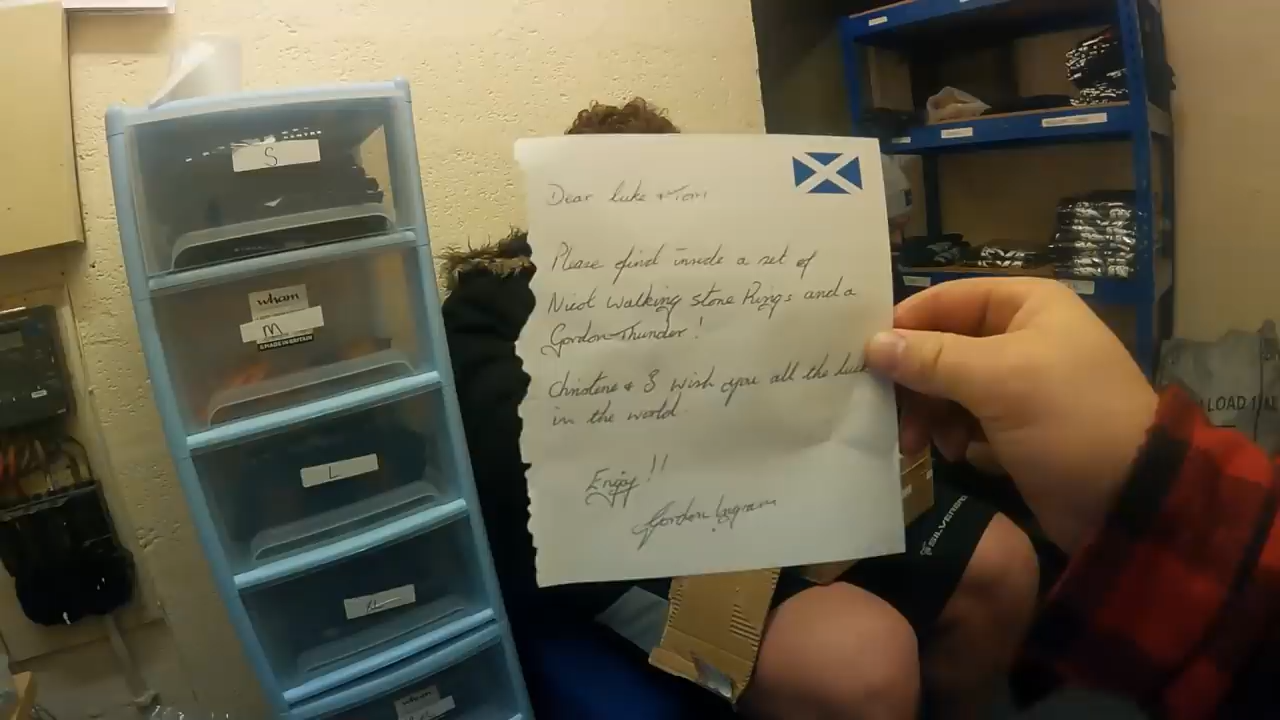 S
wham
M
MADE IN BRITAIN
L
wham
Dear Luke + Tom
Please find inside a set of
Nicol Walking stone Rings and a
Gordon Thunder!
Christine & I wish you all the luck
in the world.
Enjoy!!
Gordon Ingram
LOAD